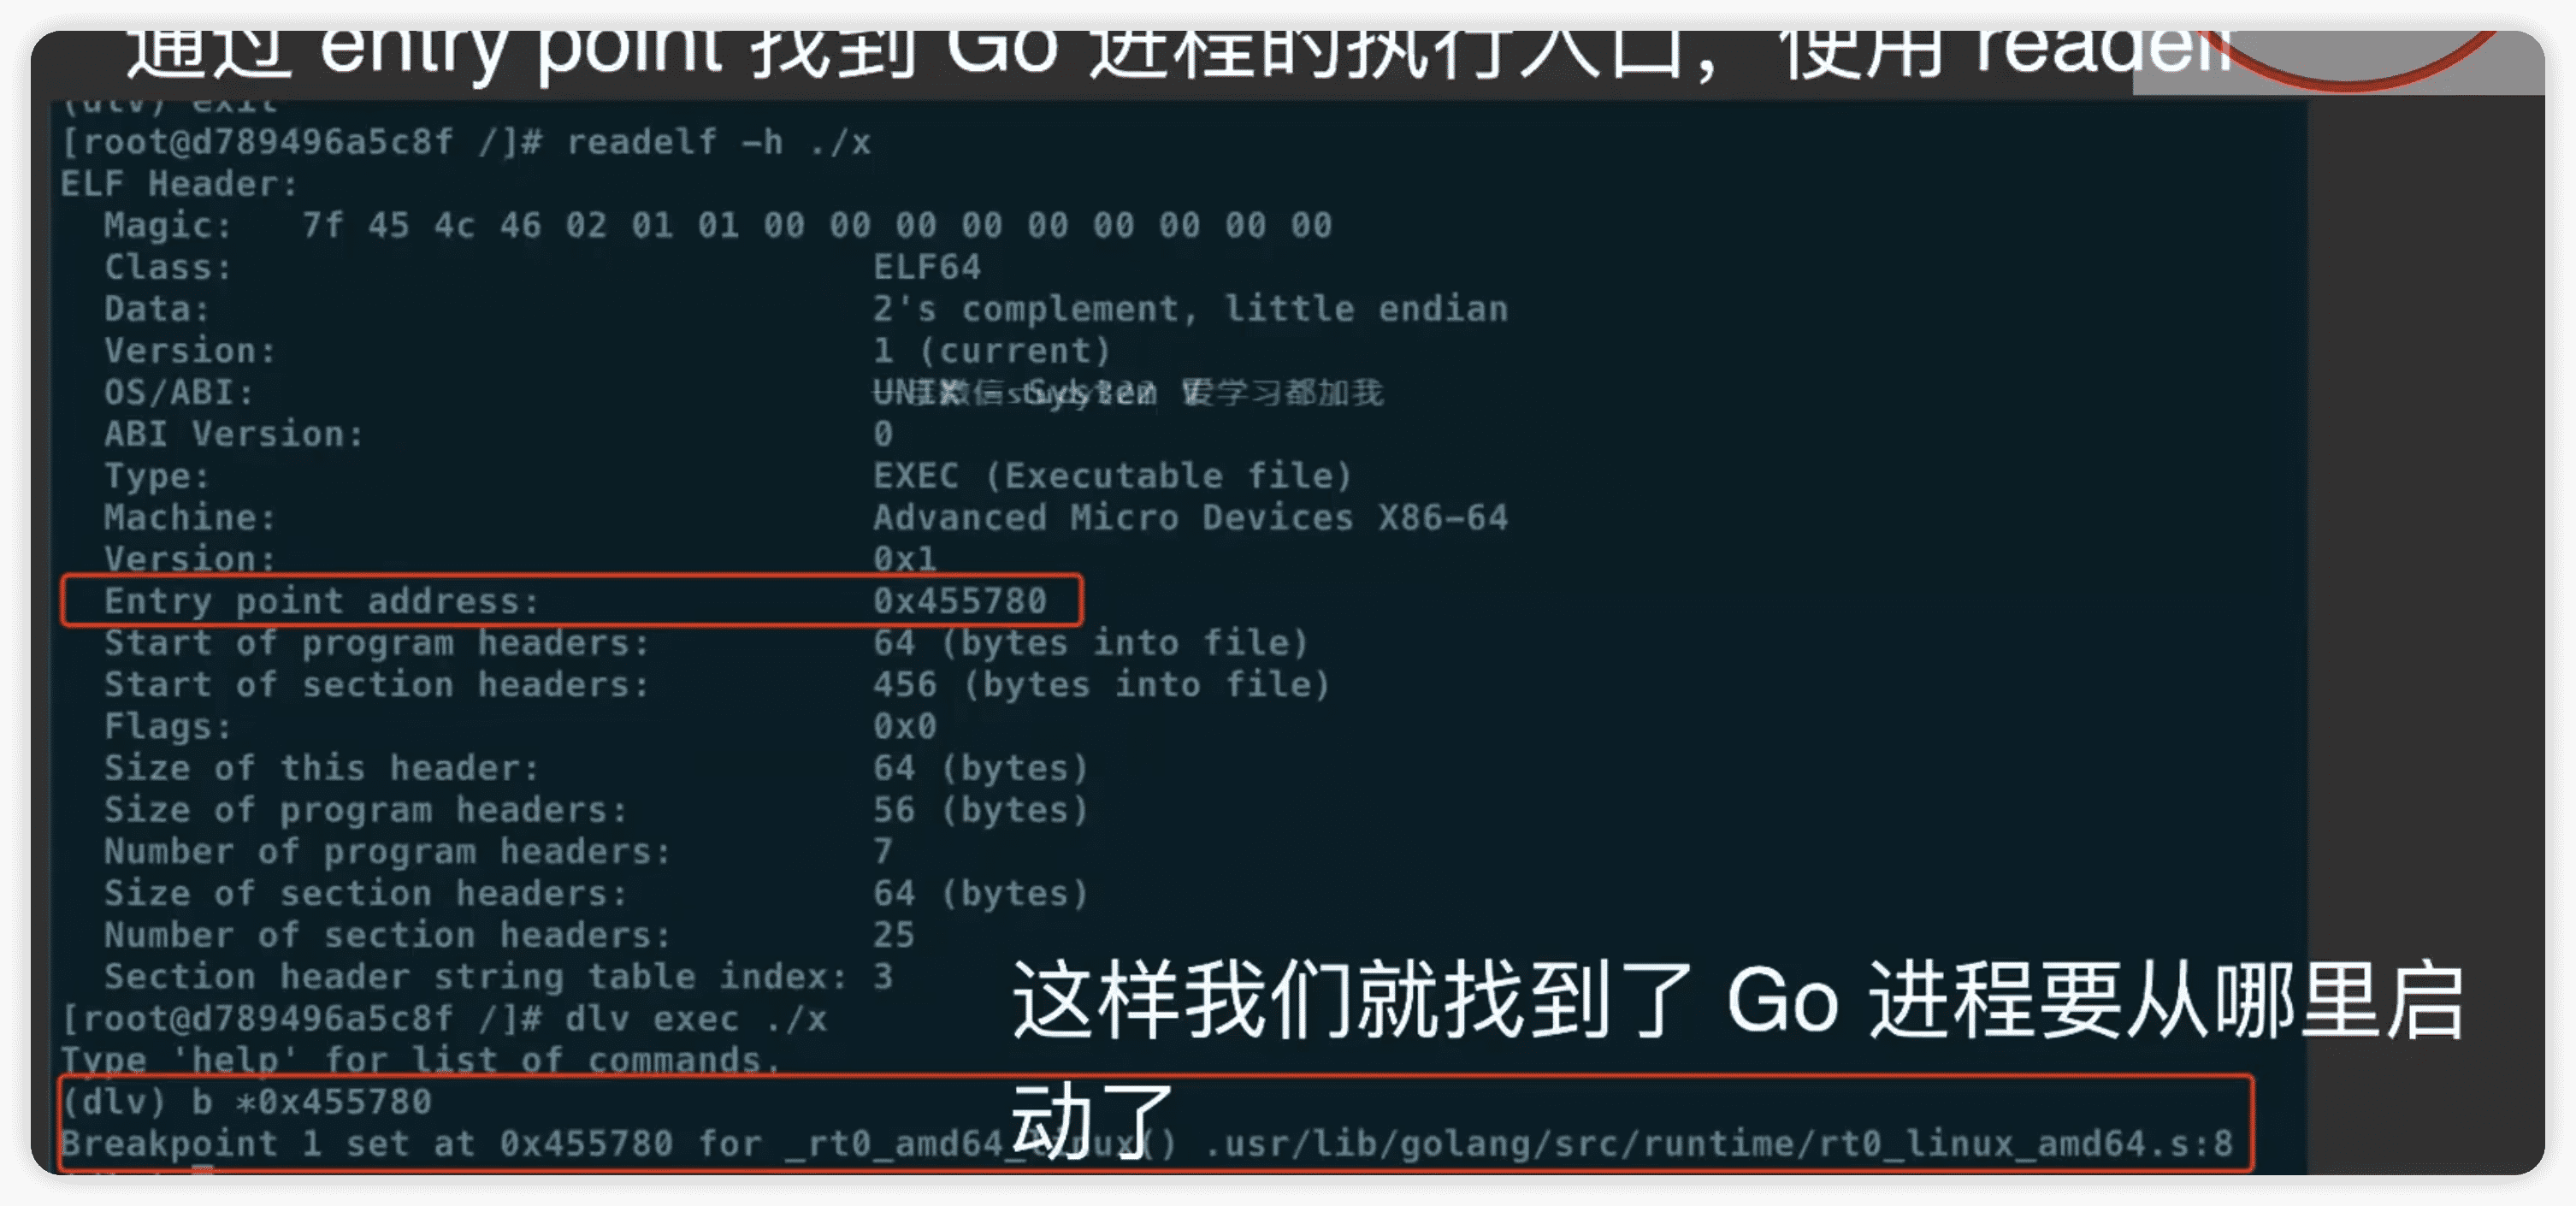 通过 entry point 找到 Go 进程的执行入口，使用 readelf
(dlv) exit
[root@d789496a5c8f /]# readelf -h ./x
ELF Header:
Magic: 7f 45 4c 46 02 01 01 00 00 00 00 00 00 00 00 00
Class: ELF64
Data: 2's complement, little endian
Version: 1 (current)
OS/ABI: UNIX - System V 爱学习都加我
ABI Version: 0
Type: EXEC (Executable file)
Machine: Advanced Micro Devices X86-64
Version: 0x1
Entry point address: 0x455780
Start of program headers: 64 (bytes into file)
Start of section headers: 456 (bytes into file)
Flags: 0x0
Size of this header: 64 (bytes)
Size of program headers: 56 (bytes)
Number of program headers: 7
Size of section headers: 64 (bytes)
Number of section headers: 25
Section header string table index: 3
[root@d789496a5c8f /]# dlv exec ./x
Type 'help' for list of commands.
(dlv) b *0x455780
Breakpoint 1 set at 0x455780 for _rt0_amd64_linux() .usr/lib/golang/src/runtime/rt0_linux_amd64.s:8
这样我们就找到了 Go 进程要从哪里启
动了